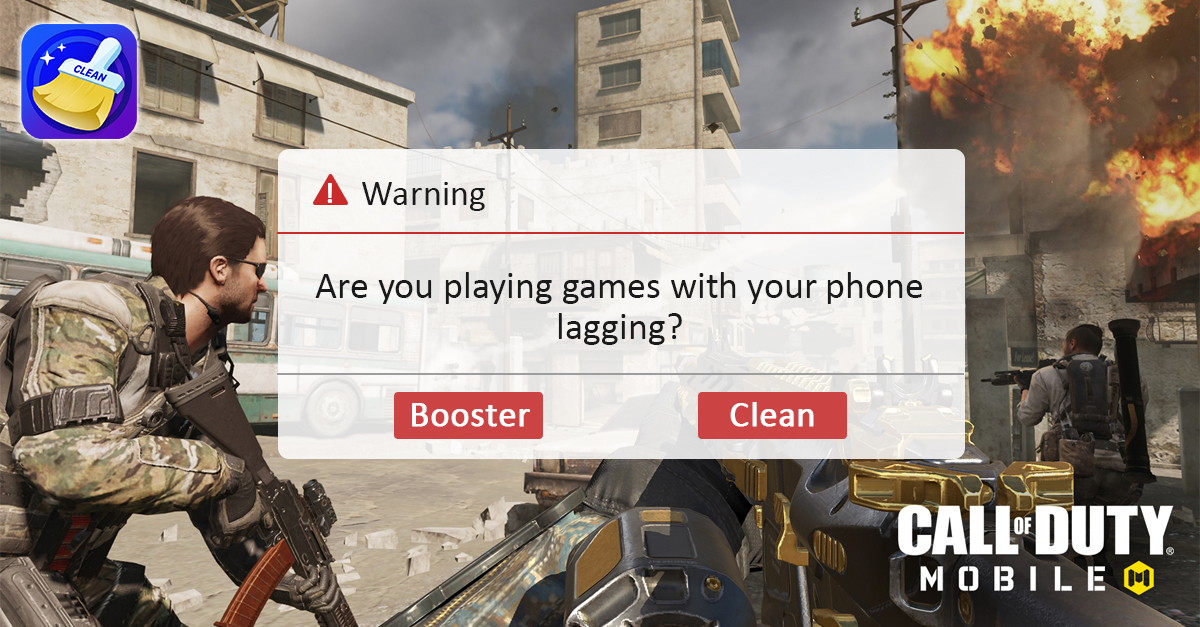 CLEAN
Warning
Are you playing games with your phone
lagging?
Booster
Clean
CALL OF DUTY®
MOBILE